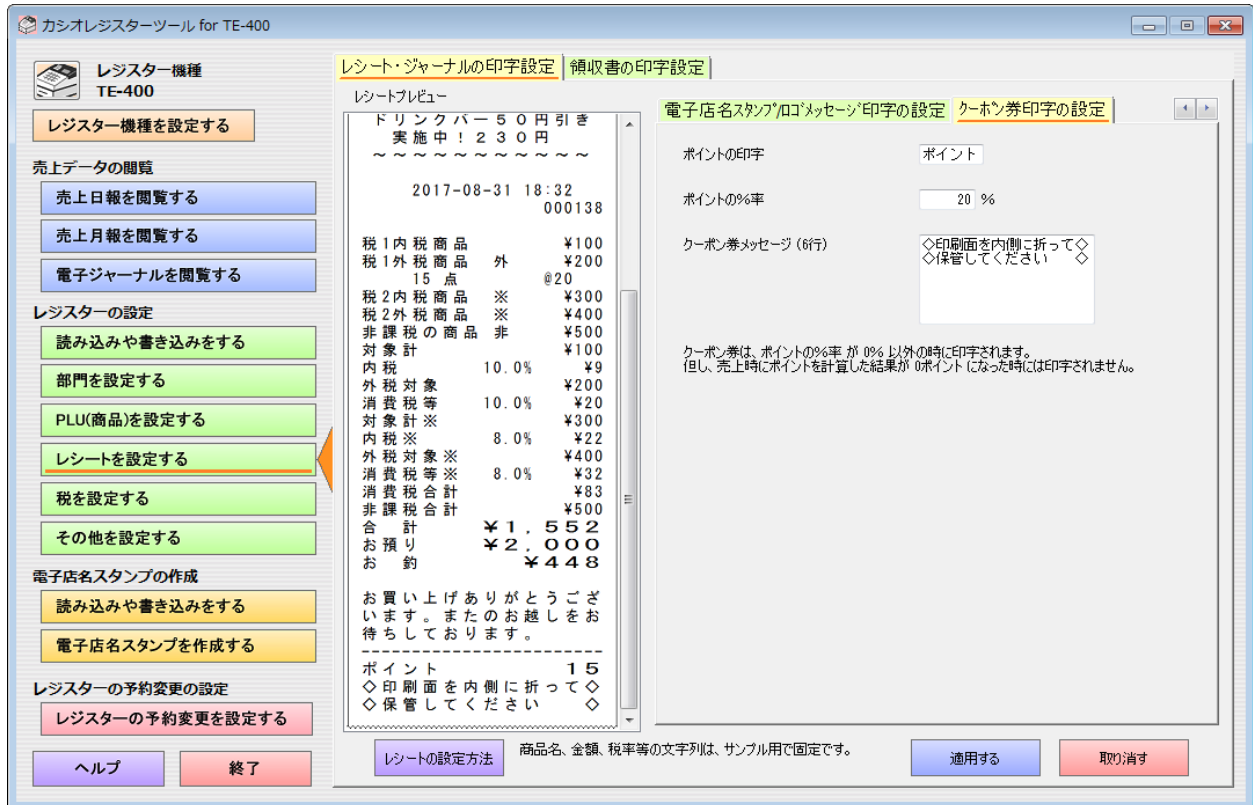 カシオレジスターツール for TE-400
レジスター機種
TE-400
レジスター機種を設定する
売上データの閲覧
売上日報を閲覧する
売上月報を閲覧する
電子ジャーナルを閲覧する
レジスターの設定
読み込みや書き込みをする
部門を設定する
PLU(商品)を設定する
レシートを設定する
税を設定する
その他を設定する
電子店名スタンプの作成
読み込みや書き込みをする
電子店名スタンプを作成する
レジスターの予約変更の設定
レジスターの予約変更を設定する
ヘルプ 終了
レシート・ジャーナルの印字設定 領収書の印字設定
レシートプレビュー
ドリンクバー50円引き
実施中!230円
~~~~~~~~~~~~
2017-08-31 18:32
000138
税1内税商品 ¥100
税1外税商品 外 ¥200
15 点 @20
税2内税商品 ※ ¥300
税2外税商品 ※ ¥400
非課税の商品 非 ¥500
対象計 ¥100
内税 10.0% ¥9
外税対象 ¥200
消費税等 10.0% ¥20
対象計※ ¥300
内税※ 8.0% ¥22
外税対象※ ¥400
消費税等※ 8.0% ¥32
消費税合計 ¥83
非課税合計 ¥500
合 計 ¥1,552
お預り ¥2,000
お 釣 ¥448
お買い上げありがとうござ
います。またのお越しをお
待ちしております。
------------------------
ポイント 15
◇印刷面を内側に折って◇
◇保管してください ◇
電子店名スタンプ/ロゴメッセージ印字の設定 クーポン券印字の設定
ポイントの印字 ポイント
ポイントの%率 20 %
クーポン券メッセージ (6行) ◇印刷面を内側に折って◇
◇保管してください ◇
クーポン券は、ポイントの%率 が 0% 以外の時に印字されます。
但し、売上時にポイントを計算した結果が 0ポイント になった時には印字されません。
レシートの設定方法 商品名、金額、税率等の文字列は、サンプル用で固定です。 適用する 取り消す